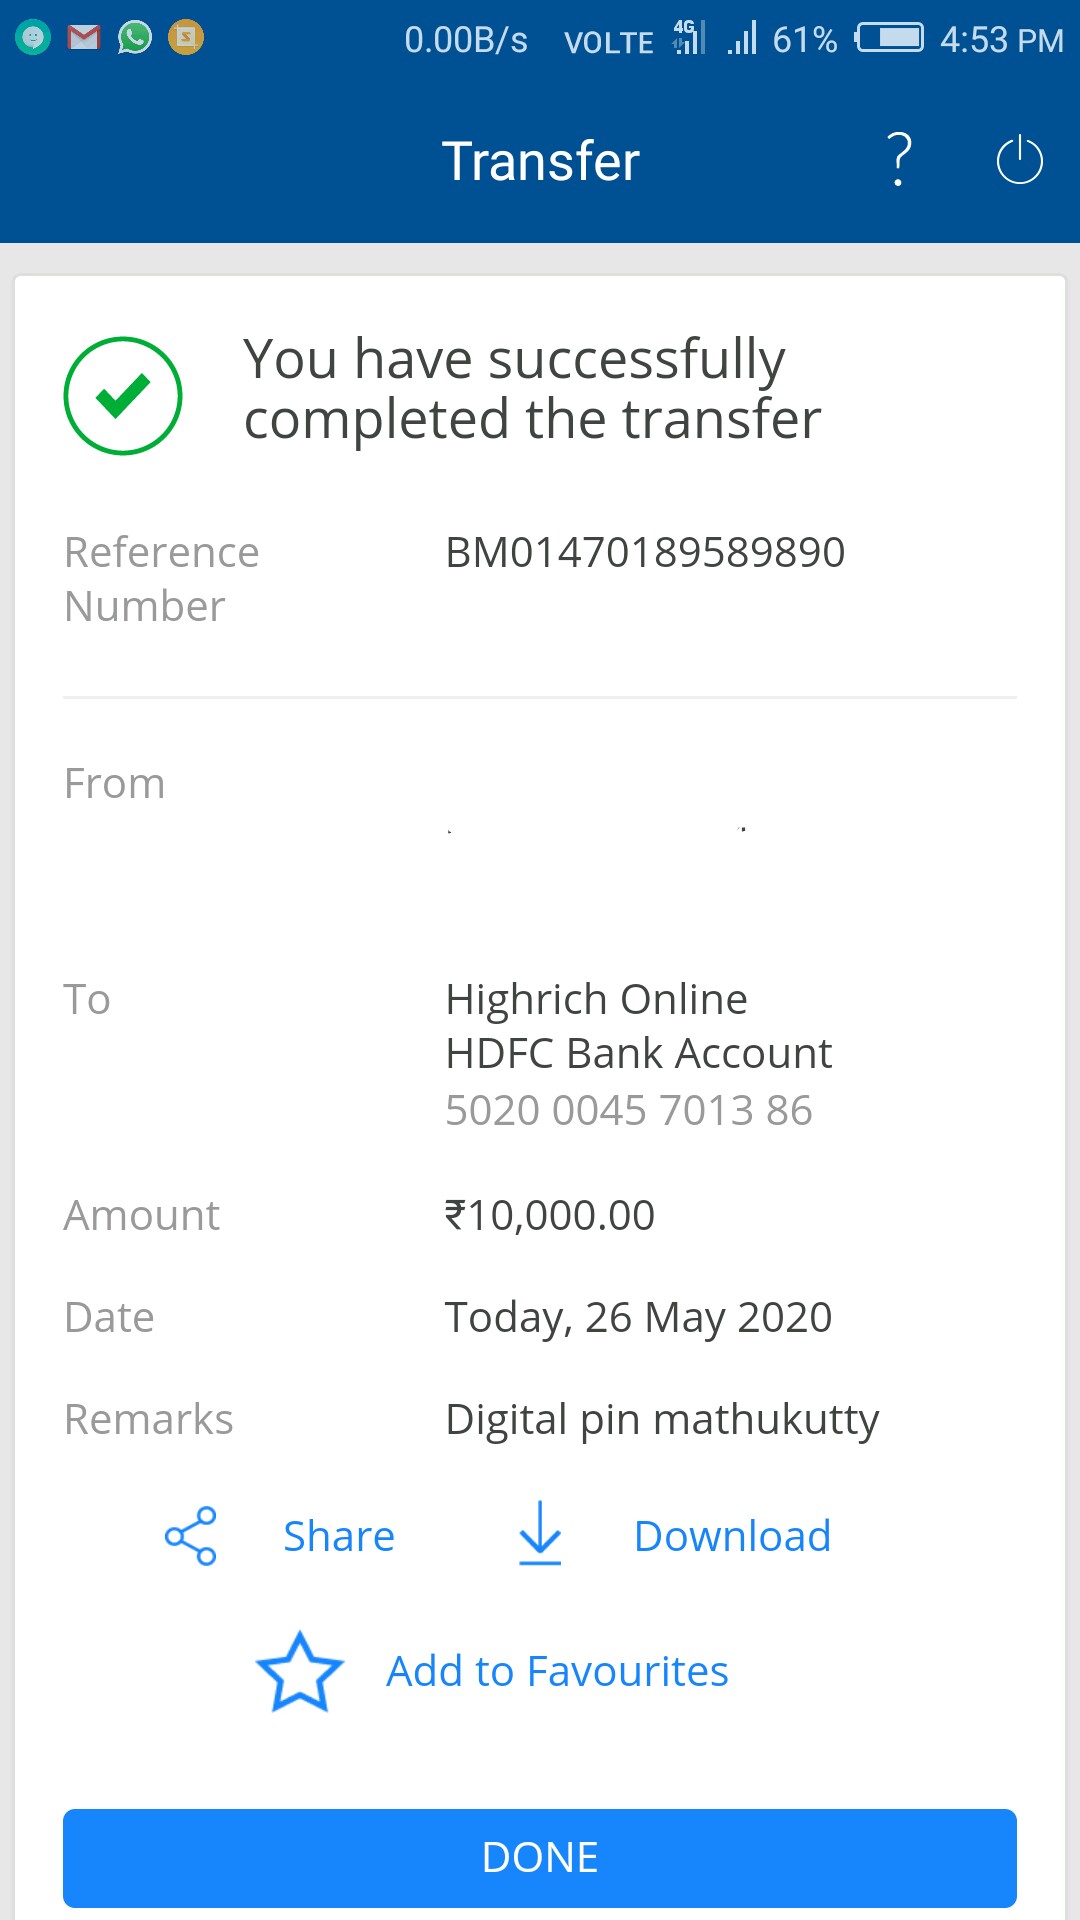 0.00B/s VOLTE 4G 61% 4:53 PM
Transfer ?
You have successfully
completed the transfer
Reference BM01470189589890
Number
From
To Highrich Online
HDFC Bank Account
5020 0045 7013 86
Amount ₹10,000.00
Date Today, 26 May 2020
Remarks Digital pin mathukutty
Share Download
Add to Favourites
DONE